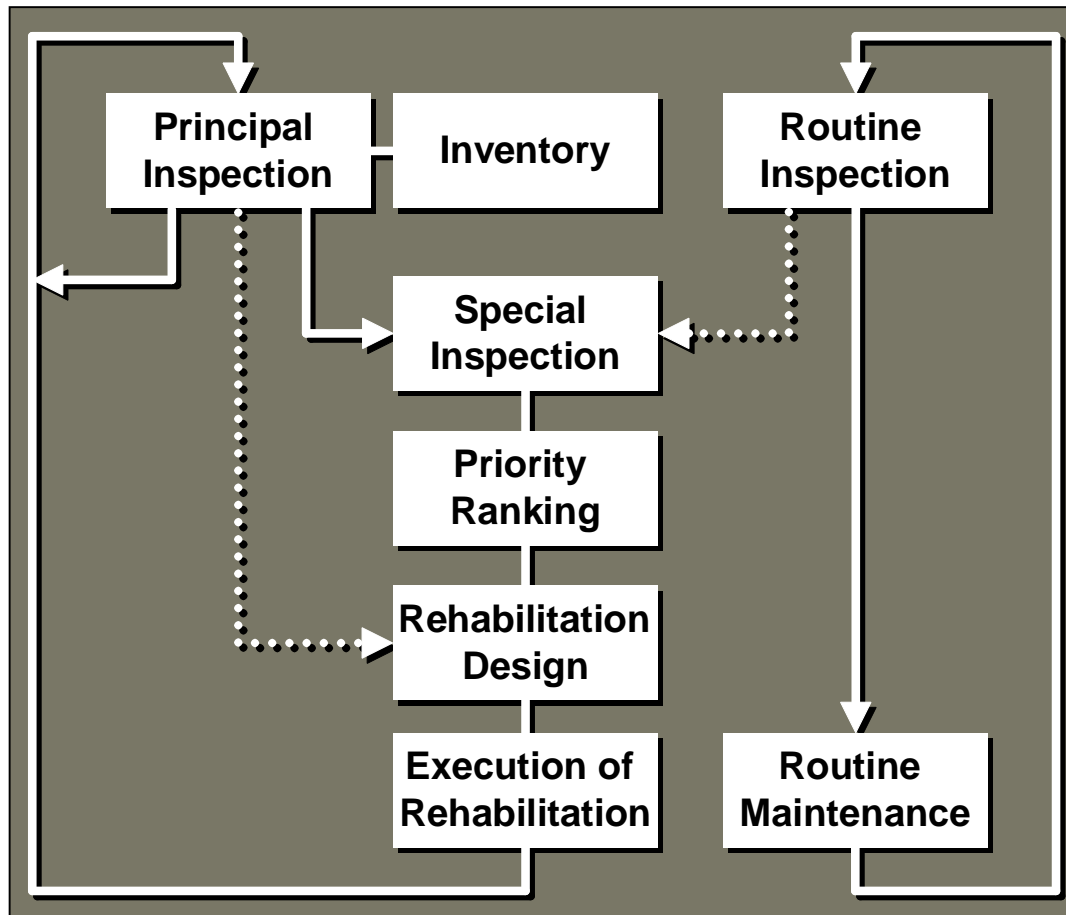 Principal
Inspection
Inventory
Routine
Inspection
Special
Inspection
Priority
Ranking
Rehabilitation
Design
Execution of
Rehabilitation
Routine
Maintenance